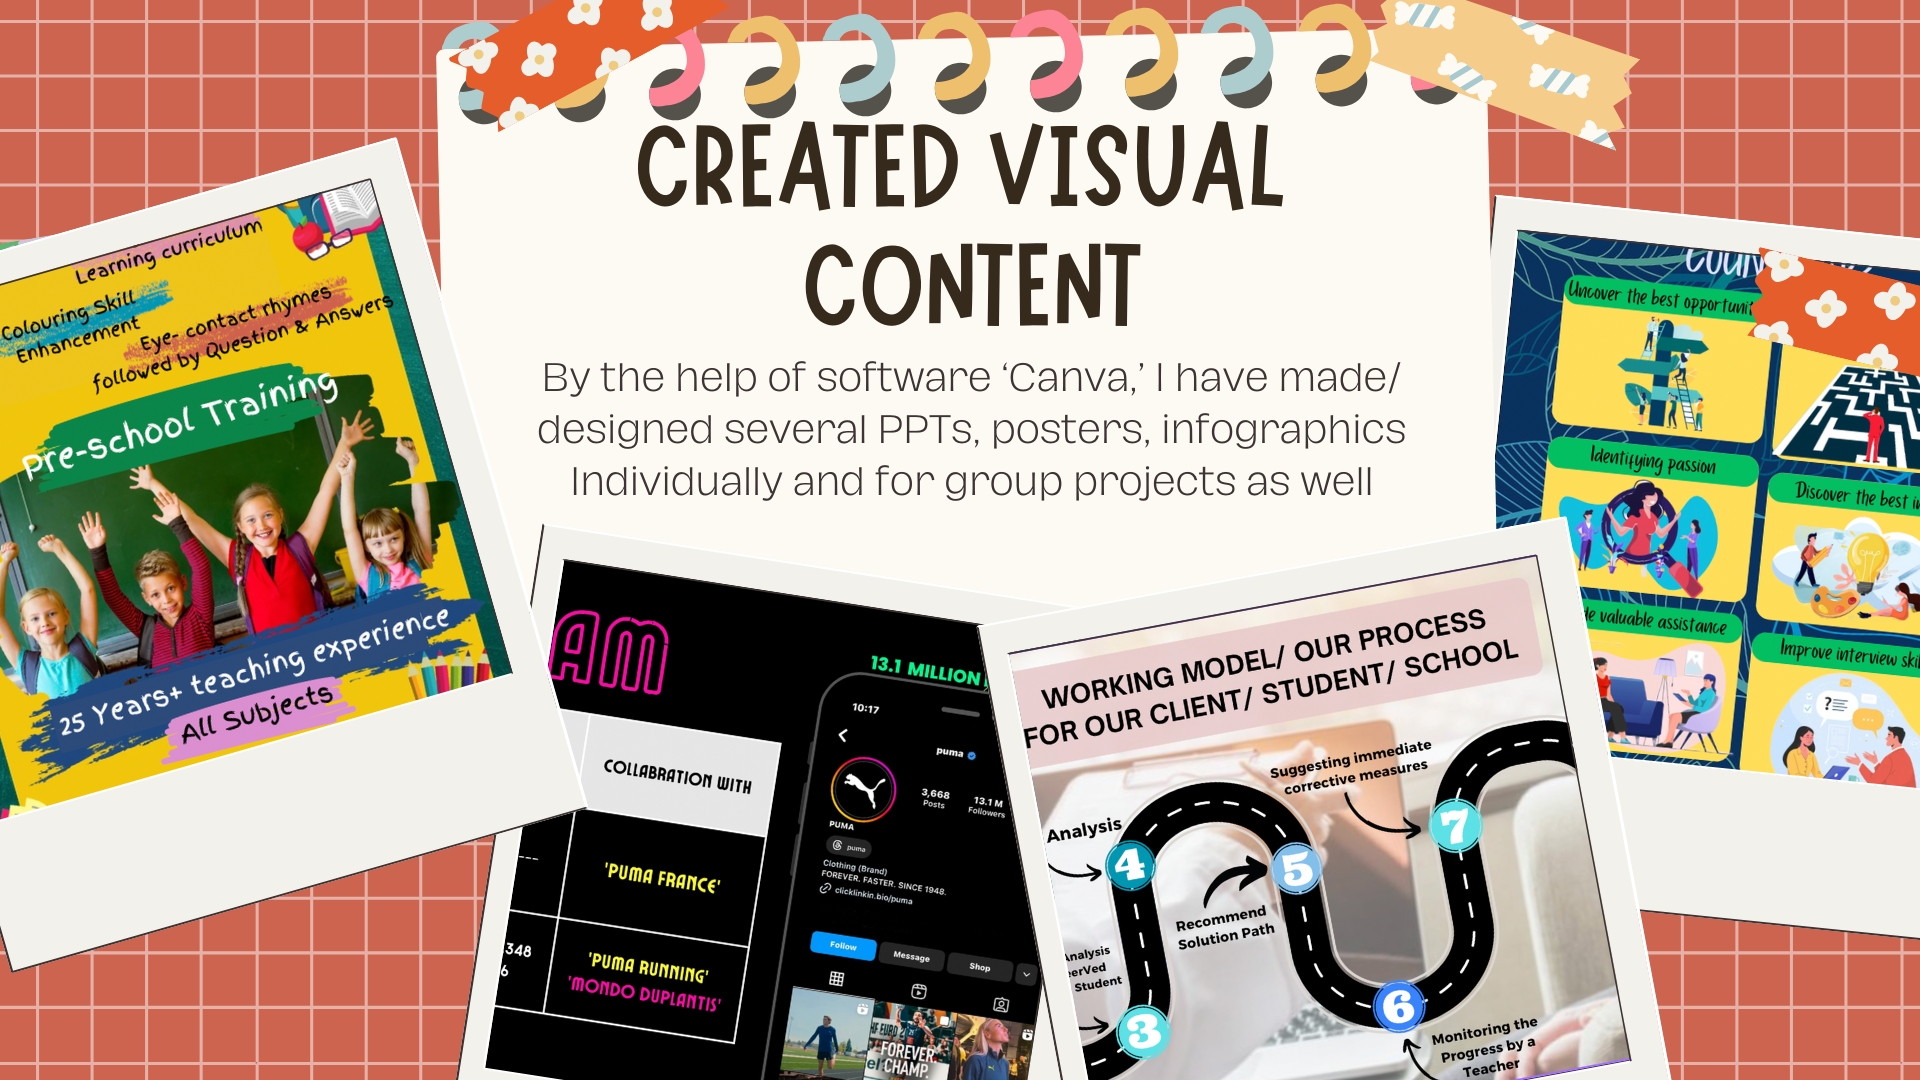 CREATED VISUAL
CONTENT
By the help of software ‘Canva,’ I have made/
designed several PPTs, posters, infographics
Individually and for group projects as well
Learning curriculum
Colouring Skill
Enhancement
Eye- contact rhymes
followed by Question & Answers
Pre-school Training
25 Years+ teaching experience
All Subjects
AM
13.1 MILLION
COLLABRATION WITH
---
'PUMA FRANCE'
348
6
'PUMA RUNNING'
'MONDO DUPLANTIS'
10:17
puma
3,668
Posts
13.1 M
Followers
PUMA
puma
Clothing (Brand)
FOREVER. FASTER. SINCE 1948.
clicklinkin.bio/puma
Follow
Message
Shop
FOREVER.
CHAMP.
WORKING MODEL/ OUR PROCESS
FOR OUR CLIENT/ STUDENT/ SCHOOL
Suggesting immediate
corrective measures
7
Analysis
4
5
Recommend
Solution Path
Analysis
Student
3
6
Monitoring the
Progress by a
Teacher
Uncover the best
Identifying passion
Discover the best
valuable assistance
Improve interview